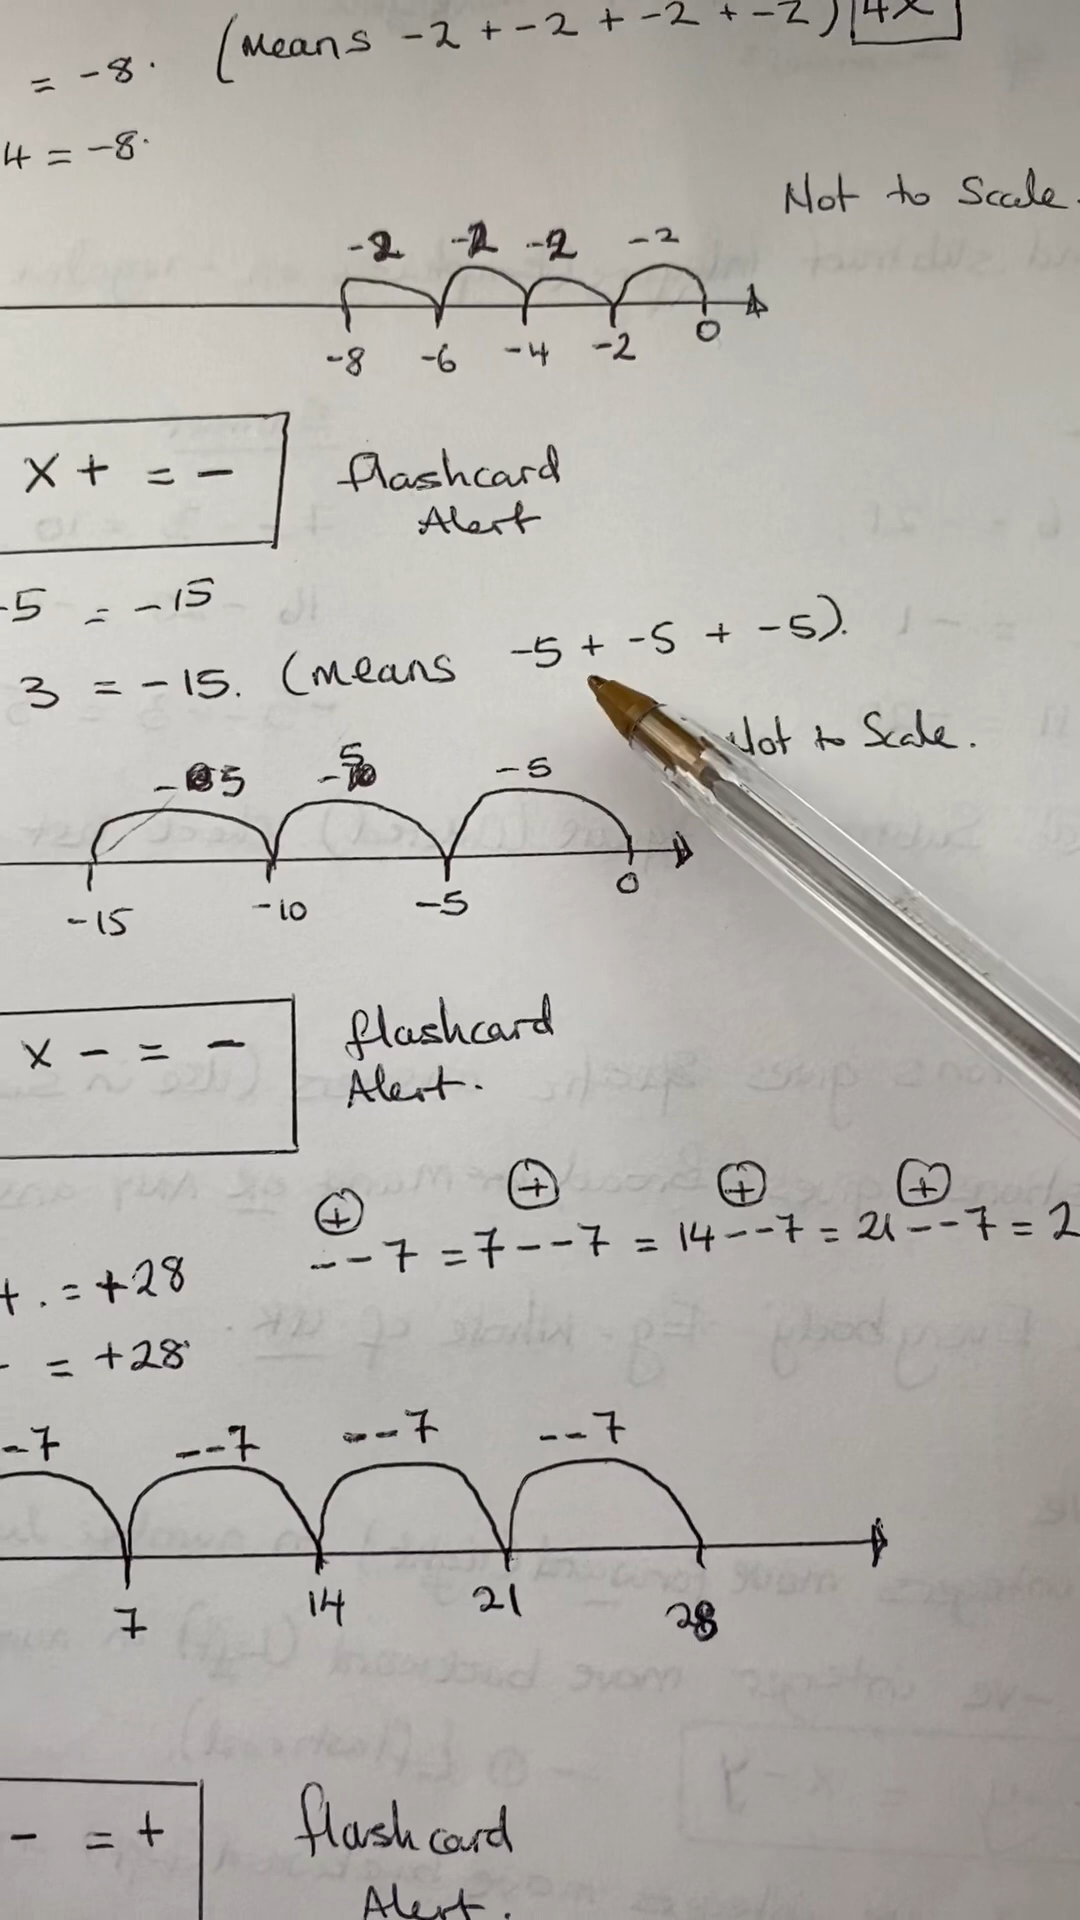 (Means -2 + -2 + -2 + -2) 4x
= -8.
4 = -8.
Not to Scale.
-2 -2 -2 -2
-8 -6 -4 -2 0
x + = - flashcard
Alert
-5 = -15
3 = -15. (means -5 + -5 + -5).
Not to Scale.
-5 -5 -5
-15 -10 -5 0
x - = - flashcard
Alert.
+ + + +
--7 = 7--7 = 14--7 = 21--7 = 2
= +28
= +28
-7 --7 --7 --7
7 14 21 28
- = + flashcard
Alert.